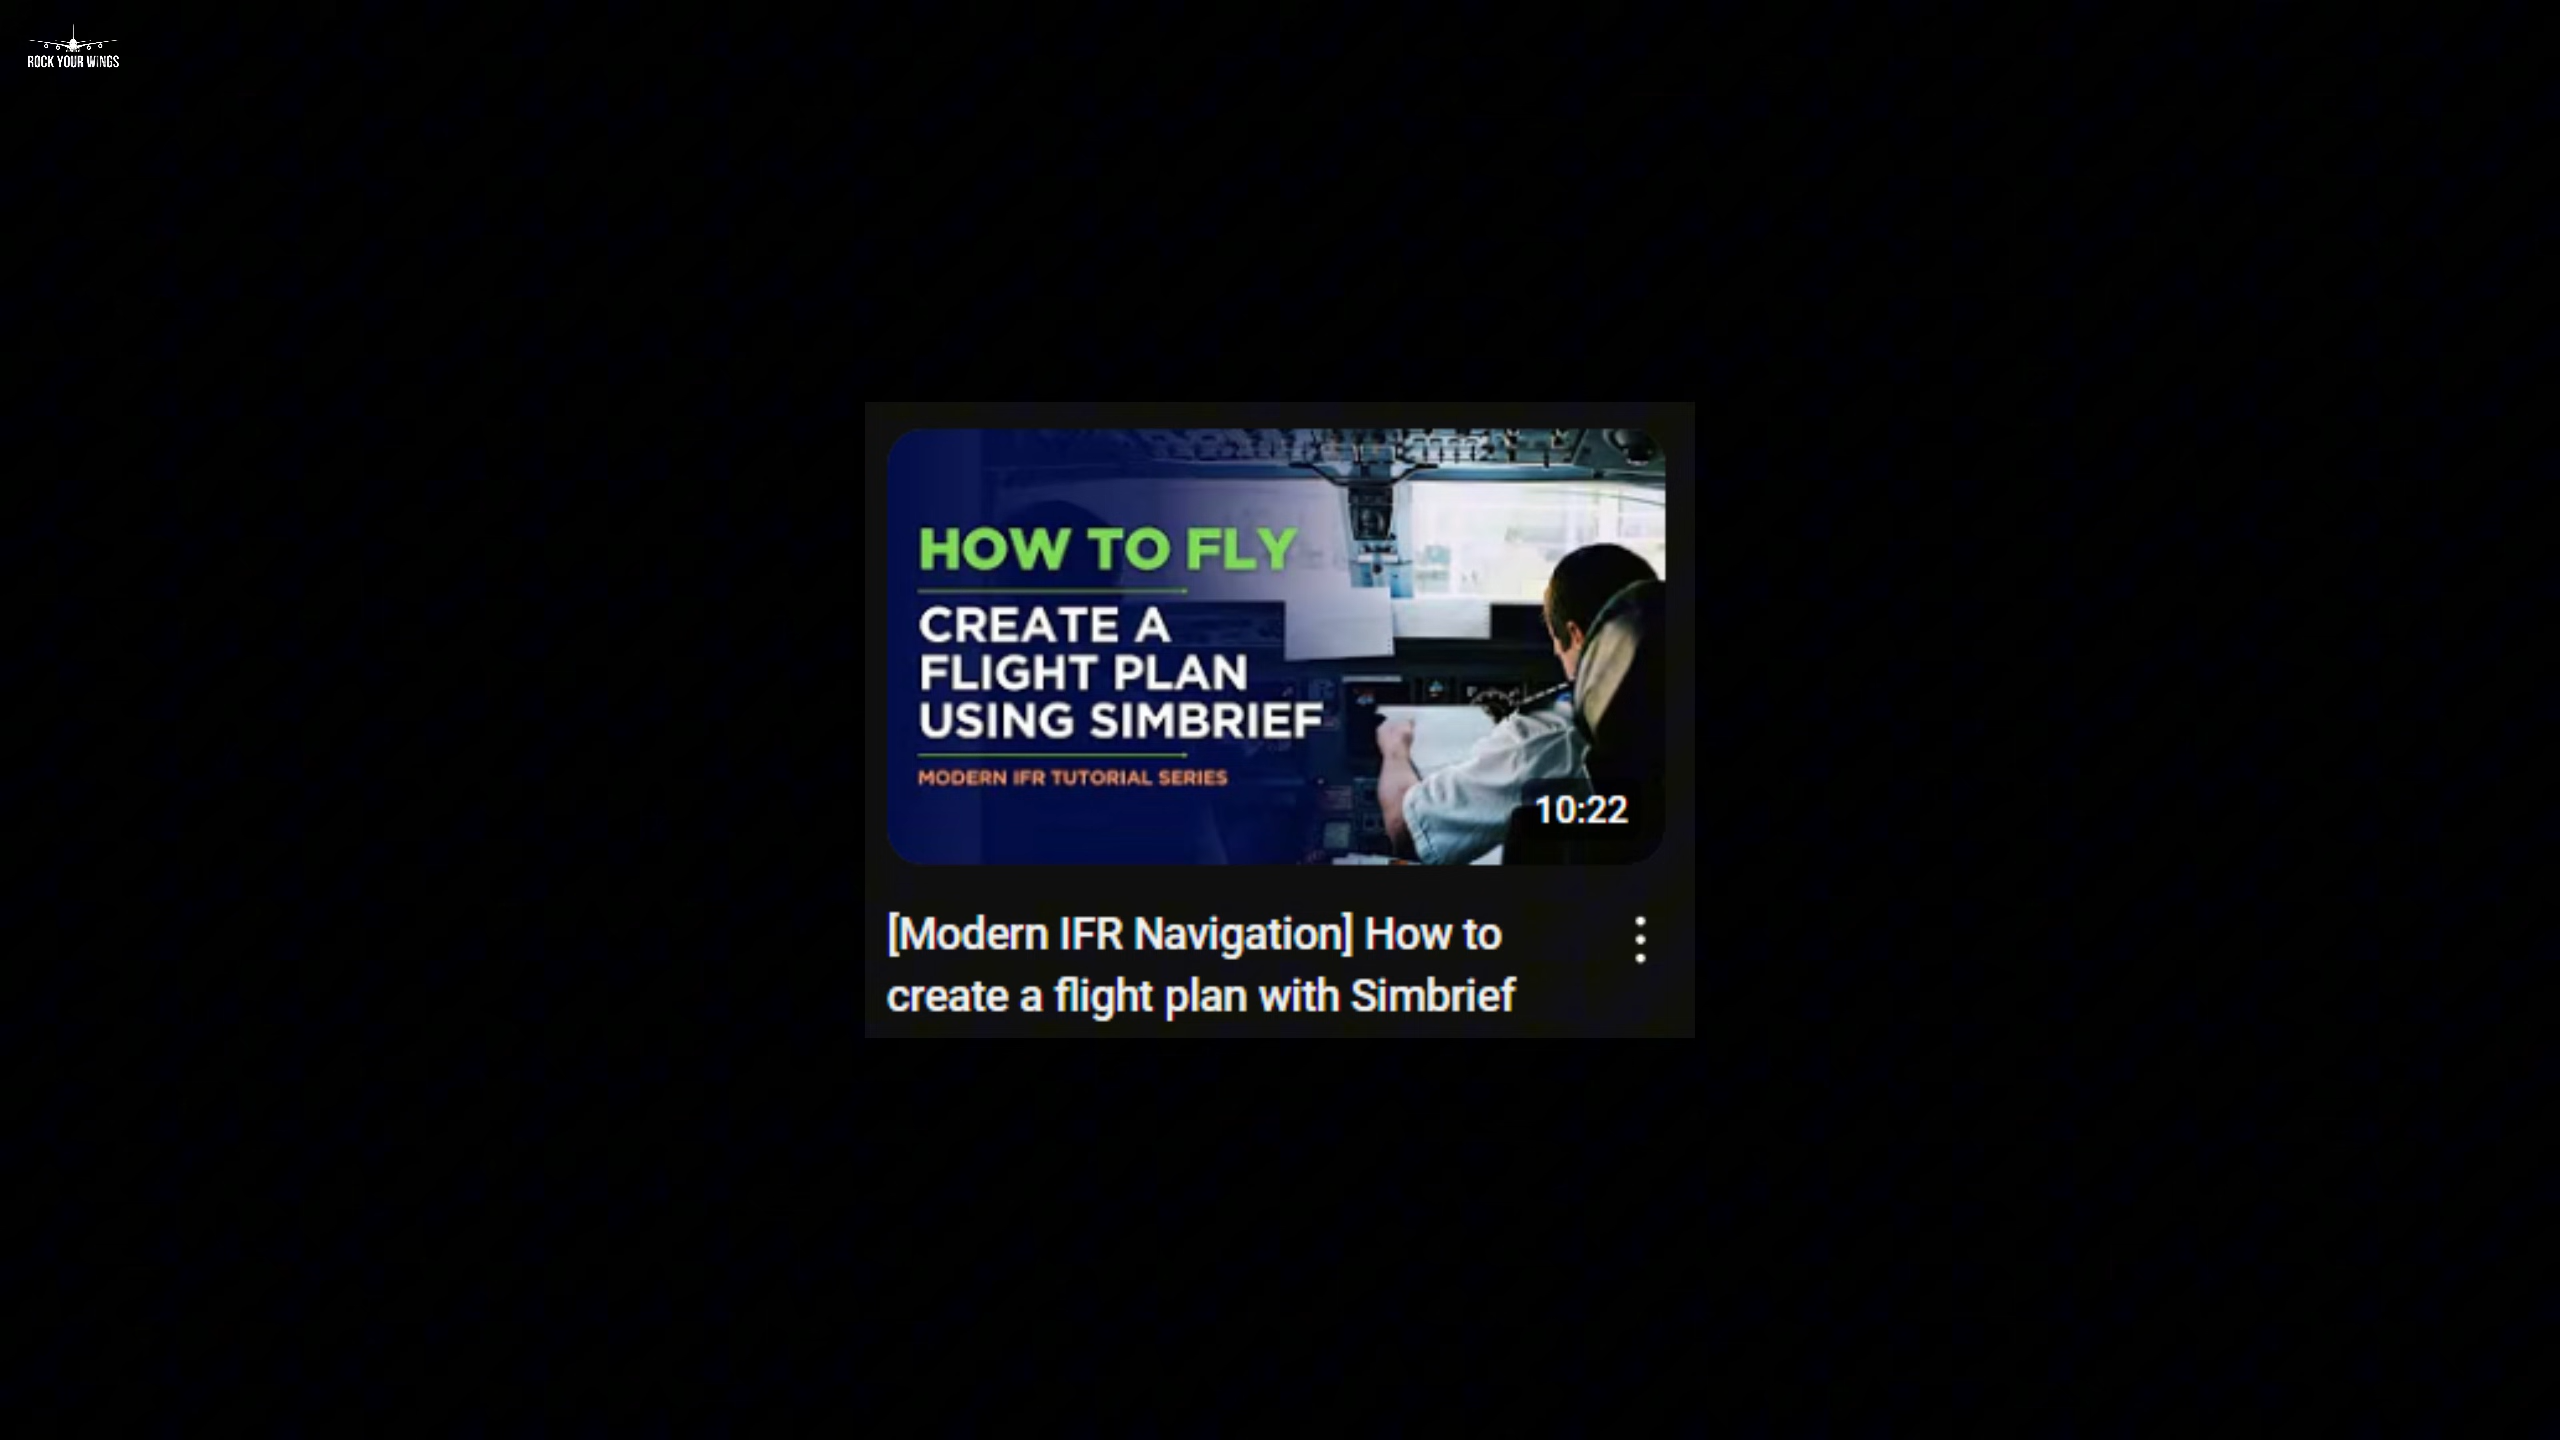 ROCK YOUR WINGS
HOW TO FLY
CREATE A
FLIGHT PLAN
USING SIMBRIEF
MODERN IFR TUTORIAL SERIES
10:22
[Modern IFR Navigation] How to
create a flight plan with Simbrief